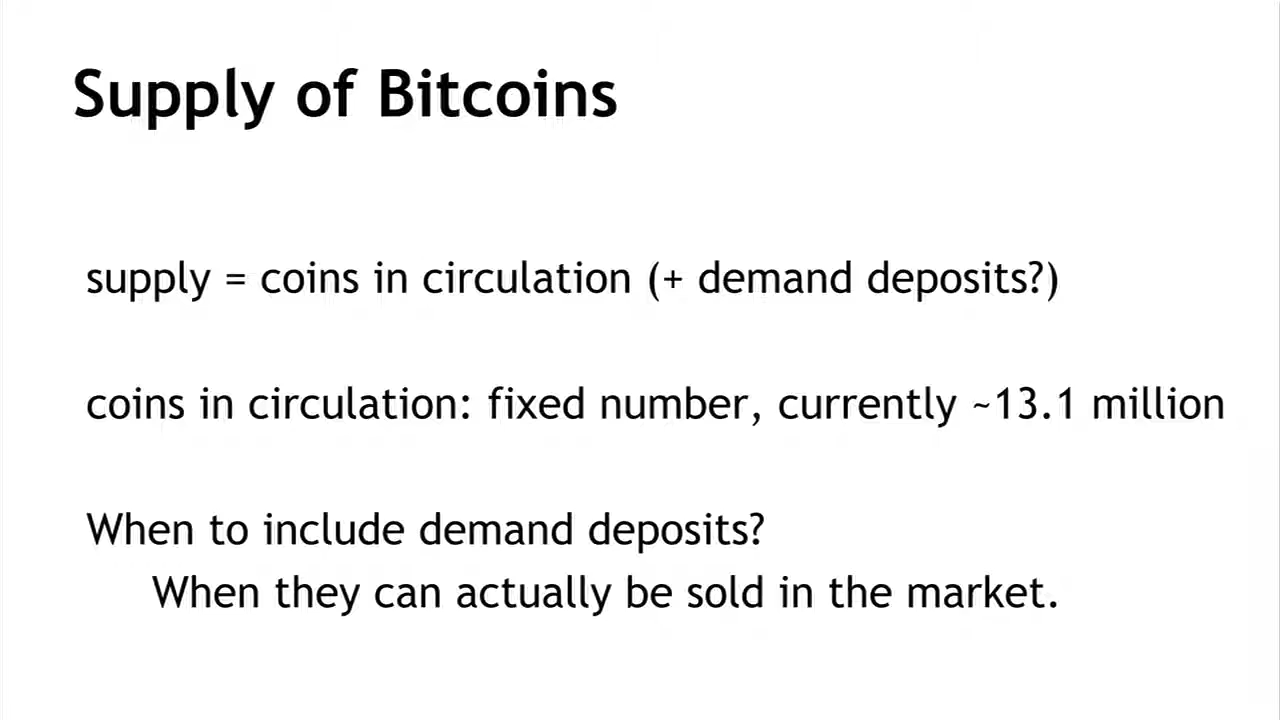 Supply of Bitcoins
supply = coins in circulation (+ demand deposits?)
coins in circulation: fixed number, currently ~13.1 million
When to include demand deposits?
When they can actually be sold in the market.